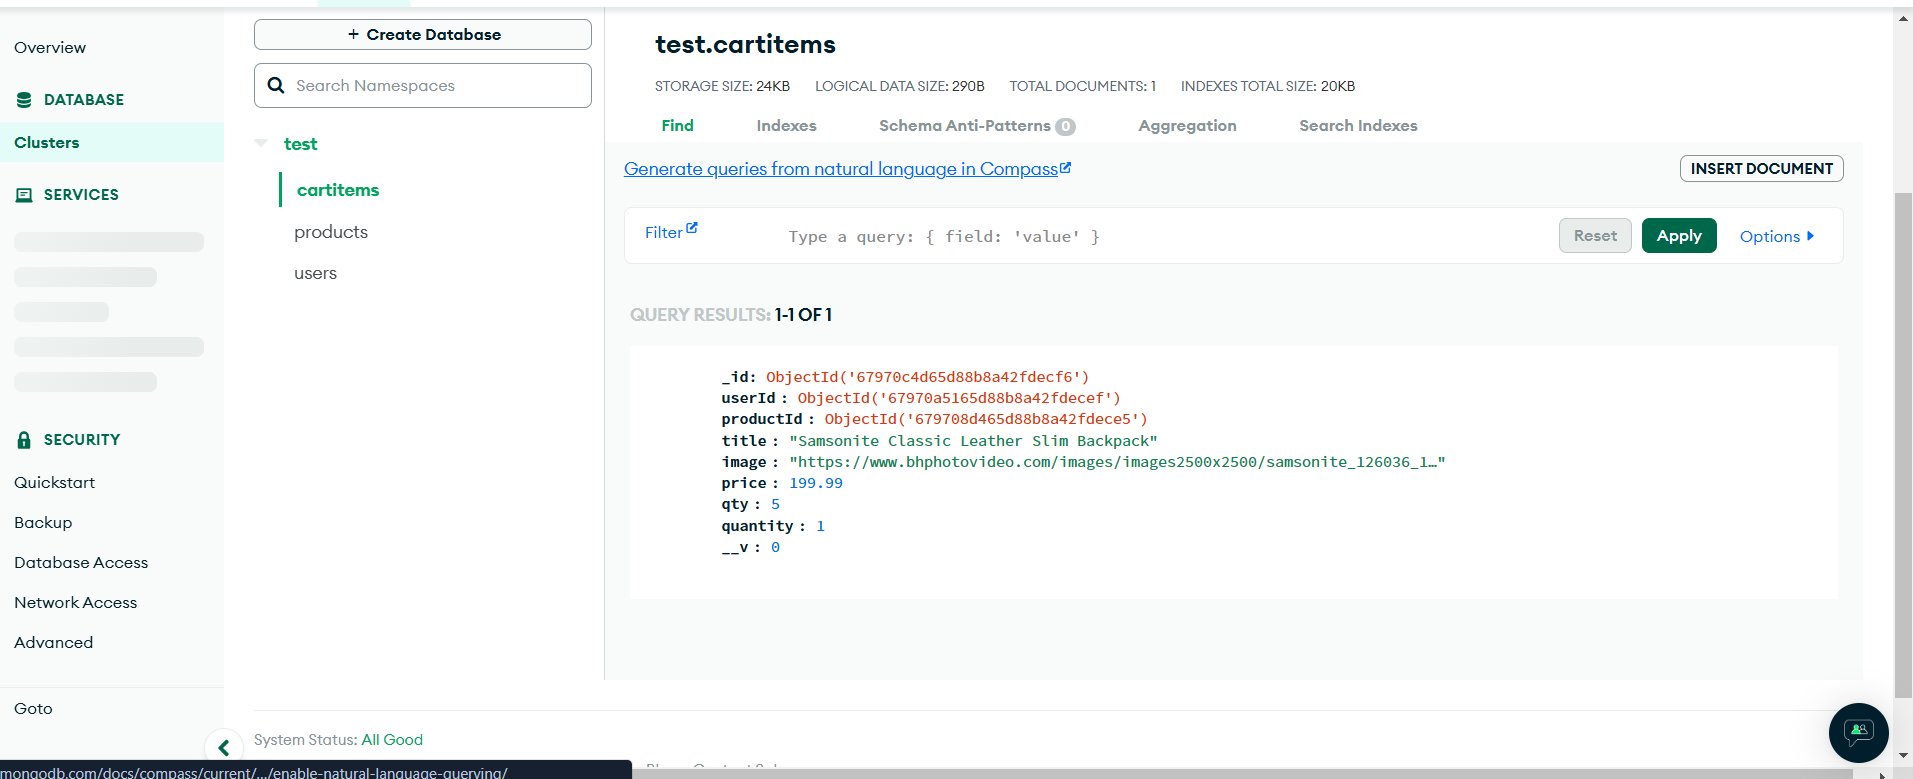 Overview
DATABASE
Clusters
SERVICES
SECURITY
Quickstart
Backup
Database Access
Network Access
Advanced
Goto
+ Create Database
Search Namespaces
test
cartitems
products
users
test.cartitems
STORAGE SIZE: 24KB LOGICAL DATA SIZE: 290B TOTAL DOCUMENTS: 1 INDEXES TOTAL SIZE: 20KB
Find Indexes Schema Anti-Patterns 0 Aggregation Search Indexes
Generate queries from natural language in Compass
INSERT DOCUMENT
Filter Type a query: { field: 'value' } Reset Apply Options
QUERY RESULTS: 1-1 OF 1
_id: ObjectId('67970c4d65d88b8a42fdecf6')
userId : ObjectId('67970a5165d88b8a42fdecef')
productId : ObjectId('679708d465d88b8a42fdece5')
title : "Samsonite Classic Leather Slim Backpack"
image : "https://www.bhphotovideo.com/images/images2500x2500/samsonite_126036_1…"
price : 199.99
qty : 5
quantity : 1
__v : 0
System Status: All Good
mongodb.com/docs/compass/current/.../enable-natural-language-querying/